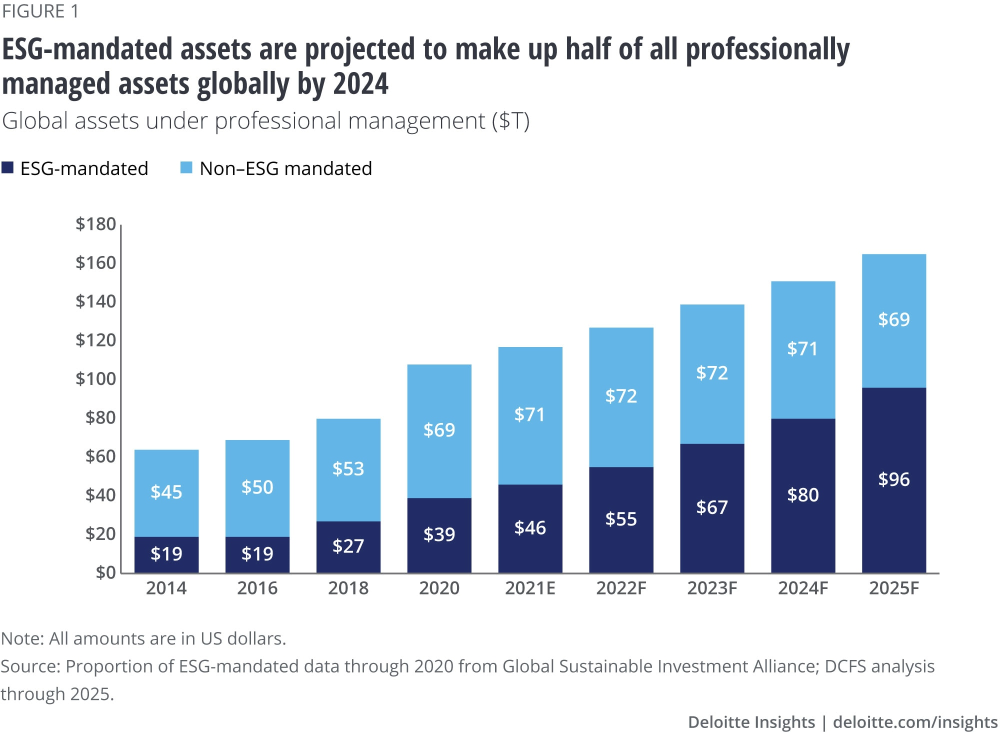 FIGURE 1
ESG-mandated assets are projected to make up half of all professionally
managed assets globally by 2024
Global assets under professional management ($T)
ESG-mandated Non–ESG mandated
$180
$160
$140
$120
$100
$80
$60
$40
$20
$0
$45 $50 $53 $69 $71 $72 $72 $71 $69
$19 $19 $27 $39 $46 $55 $67 $80 $96
2014 2016 2018 2020 2021E 2022F 2023F 2024F 2025F
Note: All amounts are in US dollars.
Source: Proportion of ESG-mandated data through 2020 from Global Sustainable Investment Alliance; DCFS analysis
through 2025.
Deloitte Insights | deloitte.com/insights